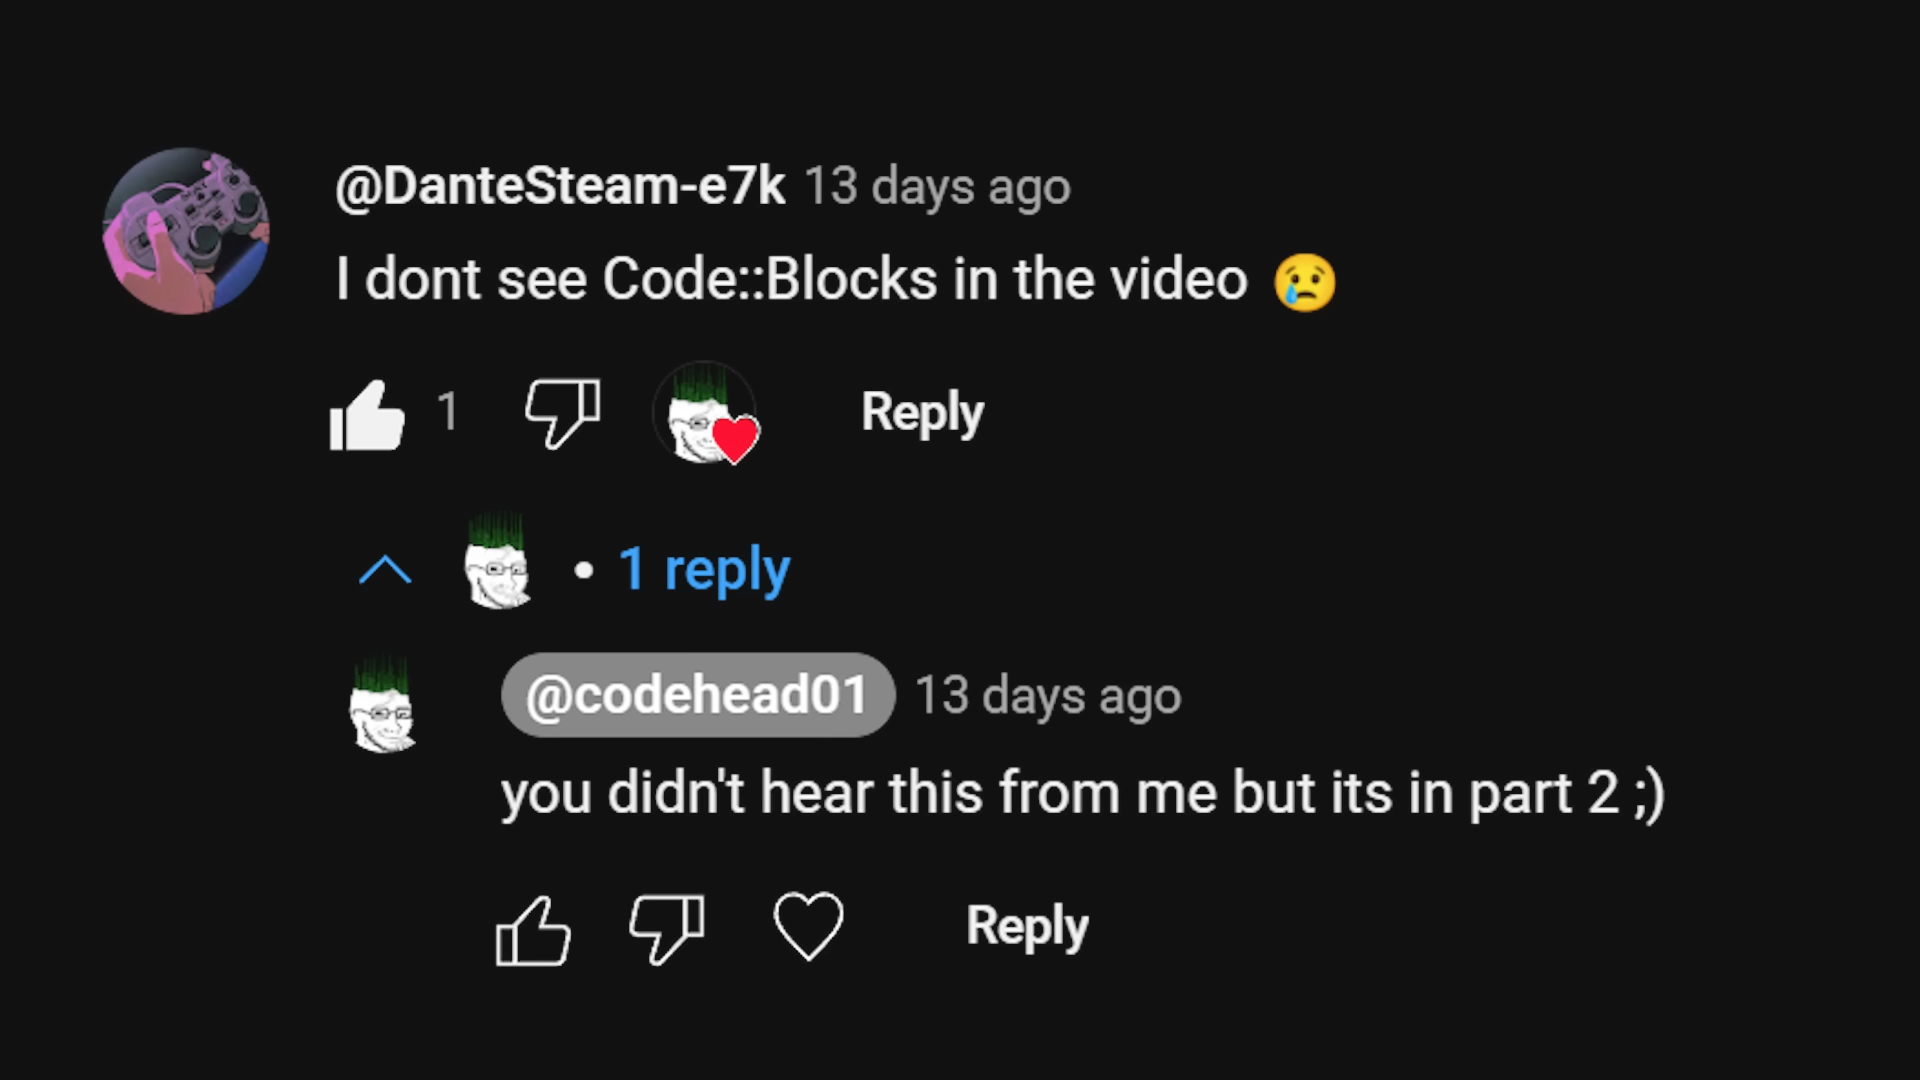 @DanteSteam-e7k 13 days ago
I dont see Code::Blocks in the video 😢
1 Reply
• 1 reply
@codehead01 13 days ago
you didn't hear this from me but its in part 2 ;)
Reply